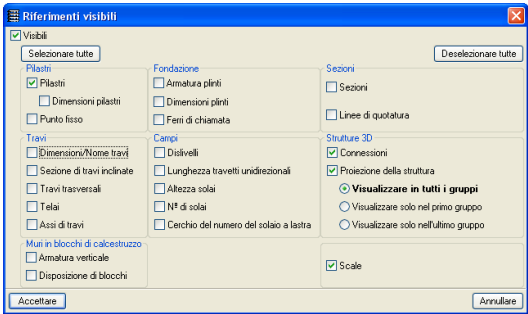 Riferimenti visibili
Visibili
Selezionare tutte
Deselezionare tutte
Pilastri
Pilastri
Dimensioni pilastri
Punto fisso
Fondazione
Armatura plinti
Dimensioni plinti
Ferri di chiamata
Sezioni
Sezioni
Linee di quotatura
Travi
Dimensioni/Nome travi
Sezione di travi inclinate
Travi trasversali
Telai
Assi di travi
Campi
Dislivelli
Lunghezza travetti unidirezionali
Altezza solai
Nº di solai
Cerchio del numero del solaio a lastra
Strutture 3D
Connessioni
Proiezione della struttura
Visualizzare in tutti i gruppi
Visualizzare solo nel primo gruppo
Visualizzare solo nell'ultimo gruppo
Muri in blocchi di calcestruzzo
Armatura verticale
Disposizione di blocchi
Scale
Accettare
Annullare